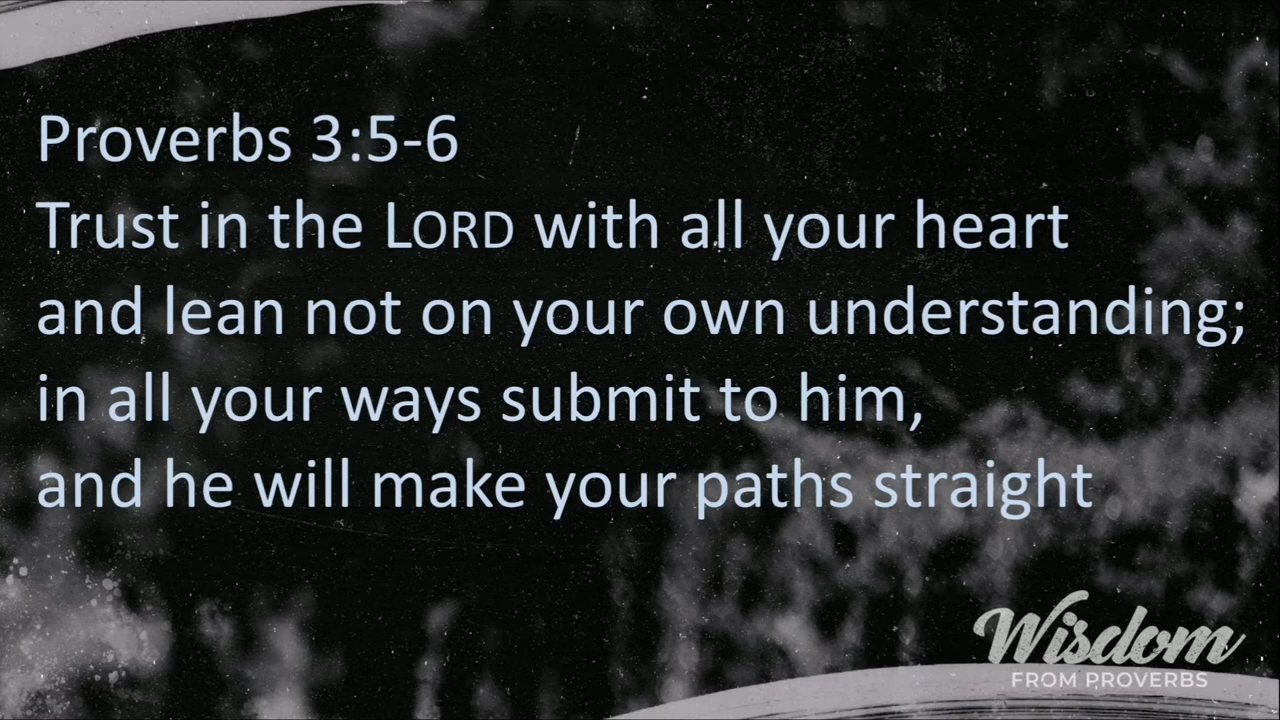 Proverbs 3:5-6
Trust in the LORD with all your heart
and lean not on your own understanding;
in all your ways submit to him,
and he will make your paths straight
Wisdom
FROM PROVERBS